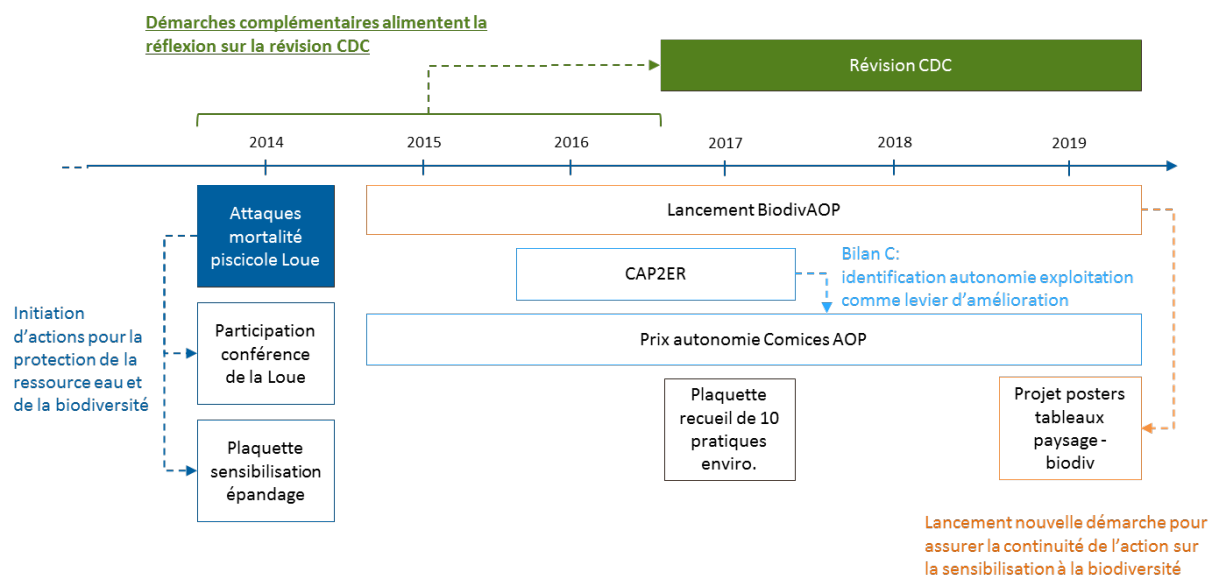 Démarches complémentaires alimentent la
réflexion sur la révision CDC
Révision CDC
2014
2015
2016
2017
2018
2019
Attaques
mortalité
piscicole Loue
Lancement BiodivAOP
CAP2ER
Bilan C:
identification autonomie exploitation
comme levier d’amélioration
Initiation
d’actions pour la
protection de la
ressource eau et
de la biodiversité
Participation
conférence
de la Loue
Prix autonomie Comices AOP
Plaquette
recueil de 10
pratiques
enviro.
Projet posters
tableaux
paysage -
biodiv
Plaquette
sensibilisation
épandage
Lancement nouvelle démarche pour
assurer la continuité de l’action sur
la sensibilisation à la biodiversité